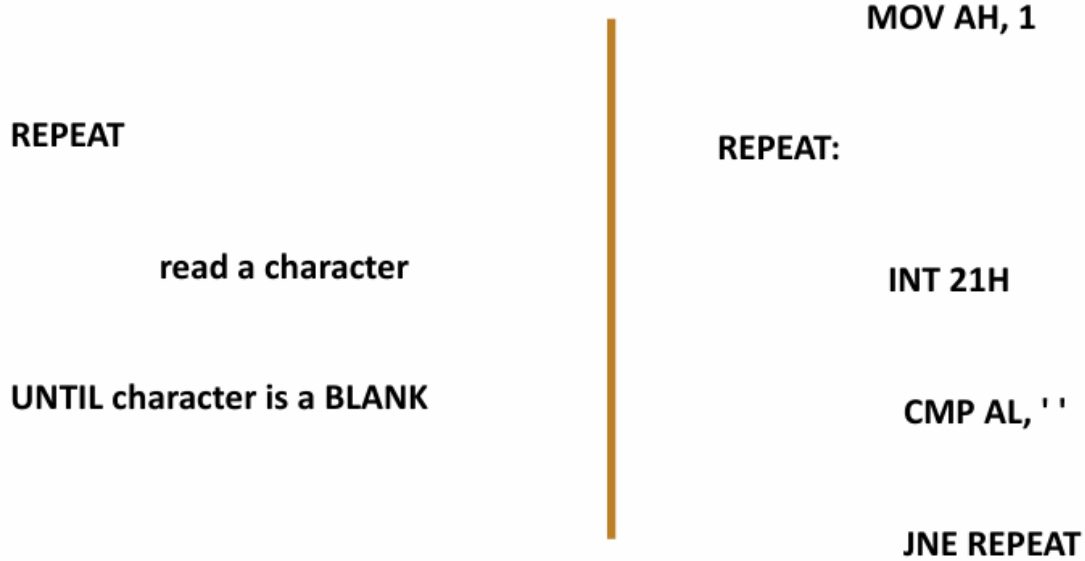 REPEAT
read a character
UNTIL character is a BLANK
MOV AH, 1
REPEAT:
INT 21H
CMP AL, ' '
JNE REPEAT